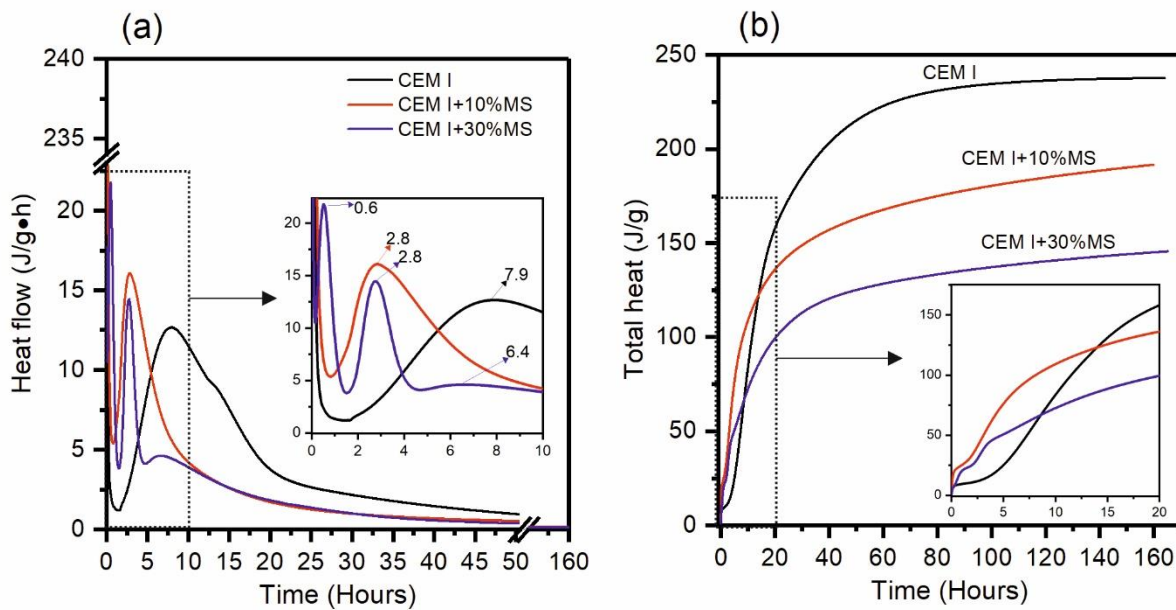 (a)
Heat flow (J/g•h)
240
235
20
15
10
5
0
CEM I
CEM I+10%MS
CEM I+30%MS
20
15
10
5
0
0.6
2.8
2.8
7.9
6.4
0 2 4 6 8 10
0 5 10 15 20 25 30 35 40 45 50 160
Time (Hours)
(b)
Total heat (J/g)
250
200
150
100
50
0
CEM I
CEM I+10%MS
CEM I+30%MS
150
100
50
0
0 5 10 15 20
0 20 40 60 80 100 120 140 160
Time (Hours)